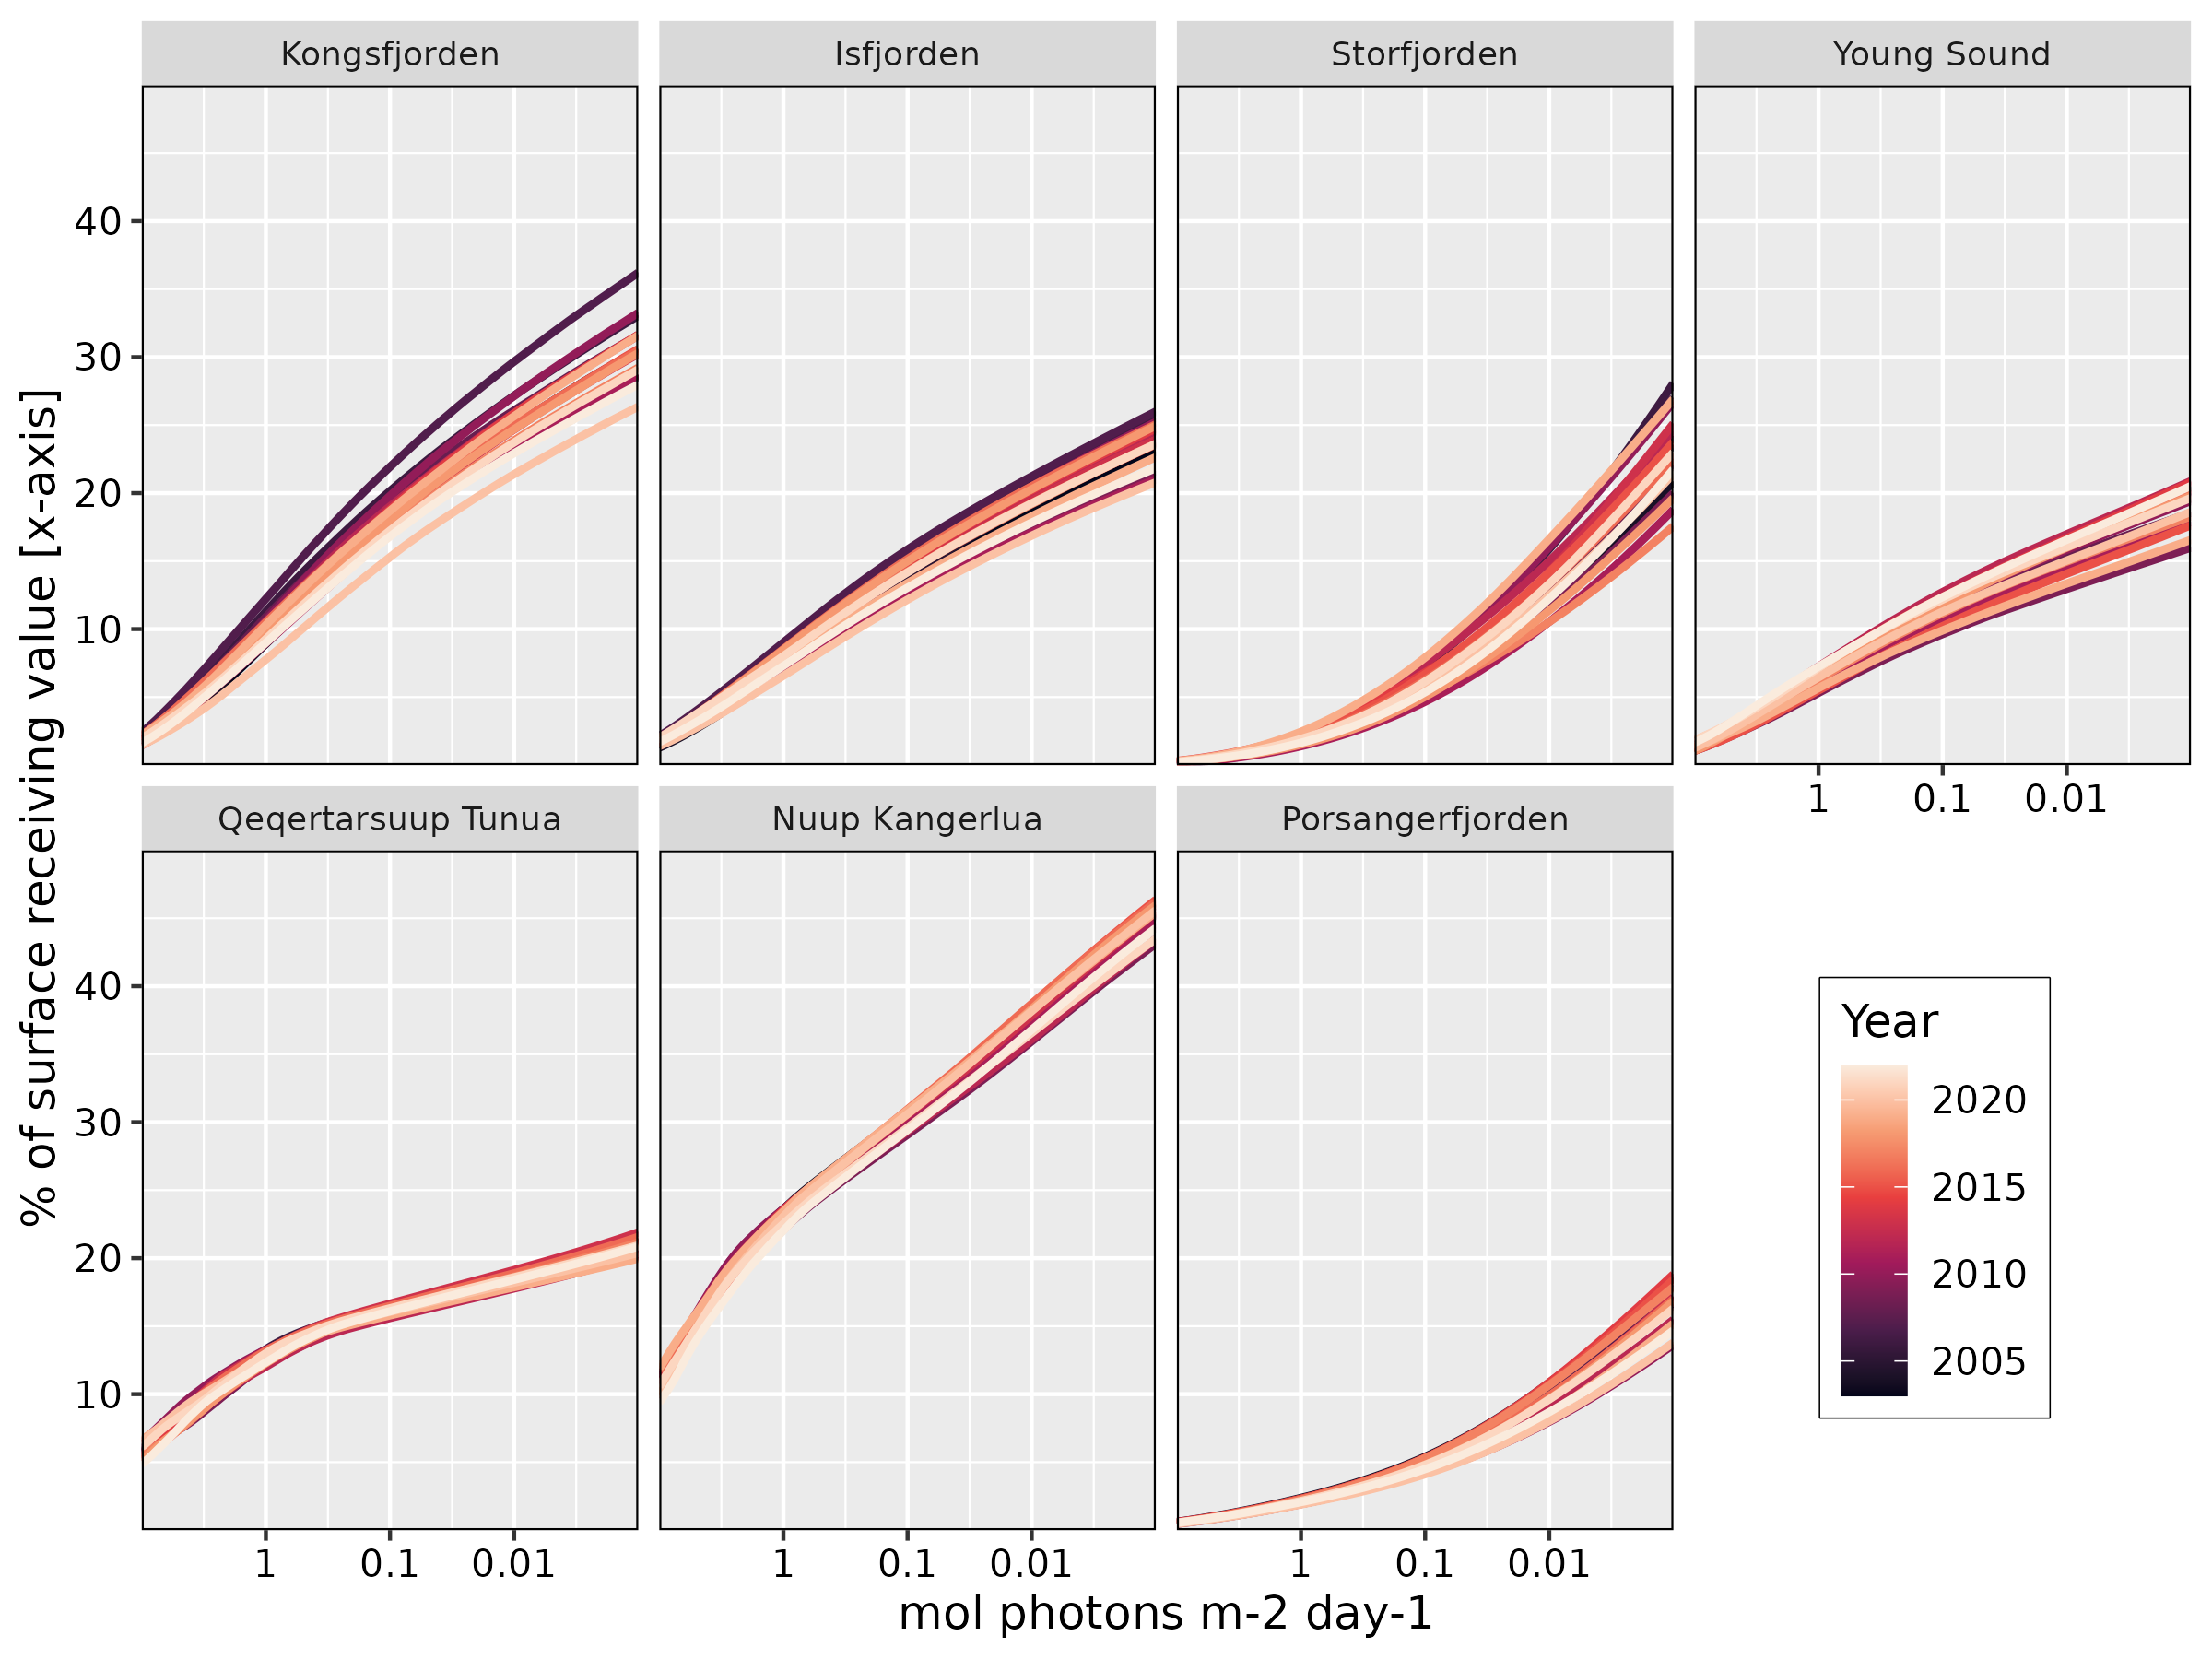 Kongsfjorden
Isfjorden
Storfjorden
Young Sound
% of surface receiving value [x-axis]
40
30
20
10
1
0.1
0.01
Qeqertarsuup Tunua
Nuup Kangerlua
Porsangerfjorden
40
30
20
10
1
0.1
0.01
1
0.1
0.01
1
0.1
0.01
mol photons m-2 day-1
Year
2020
2015
2010
2005